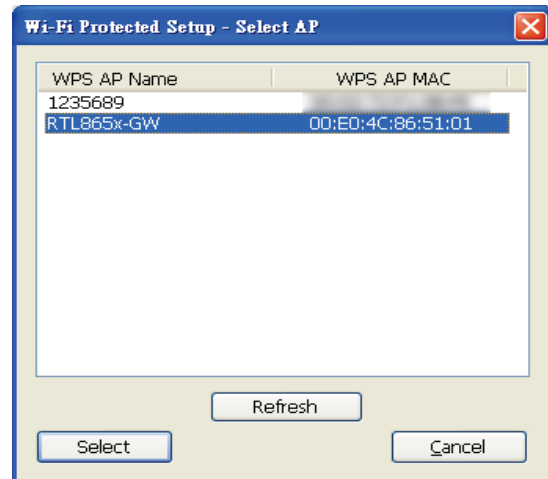 Wi-Fi Protected Setup - Select AP
WPS AP Name WPS AP MAC
1235689
RTL865x-GW 00:E0:4C:86:51:01
Refresh
Select Cancel